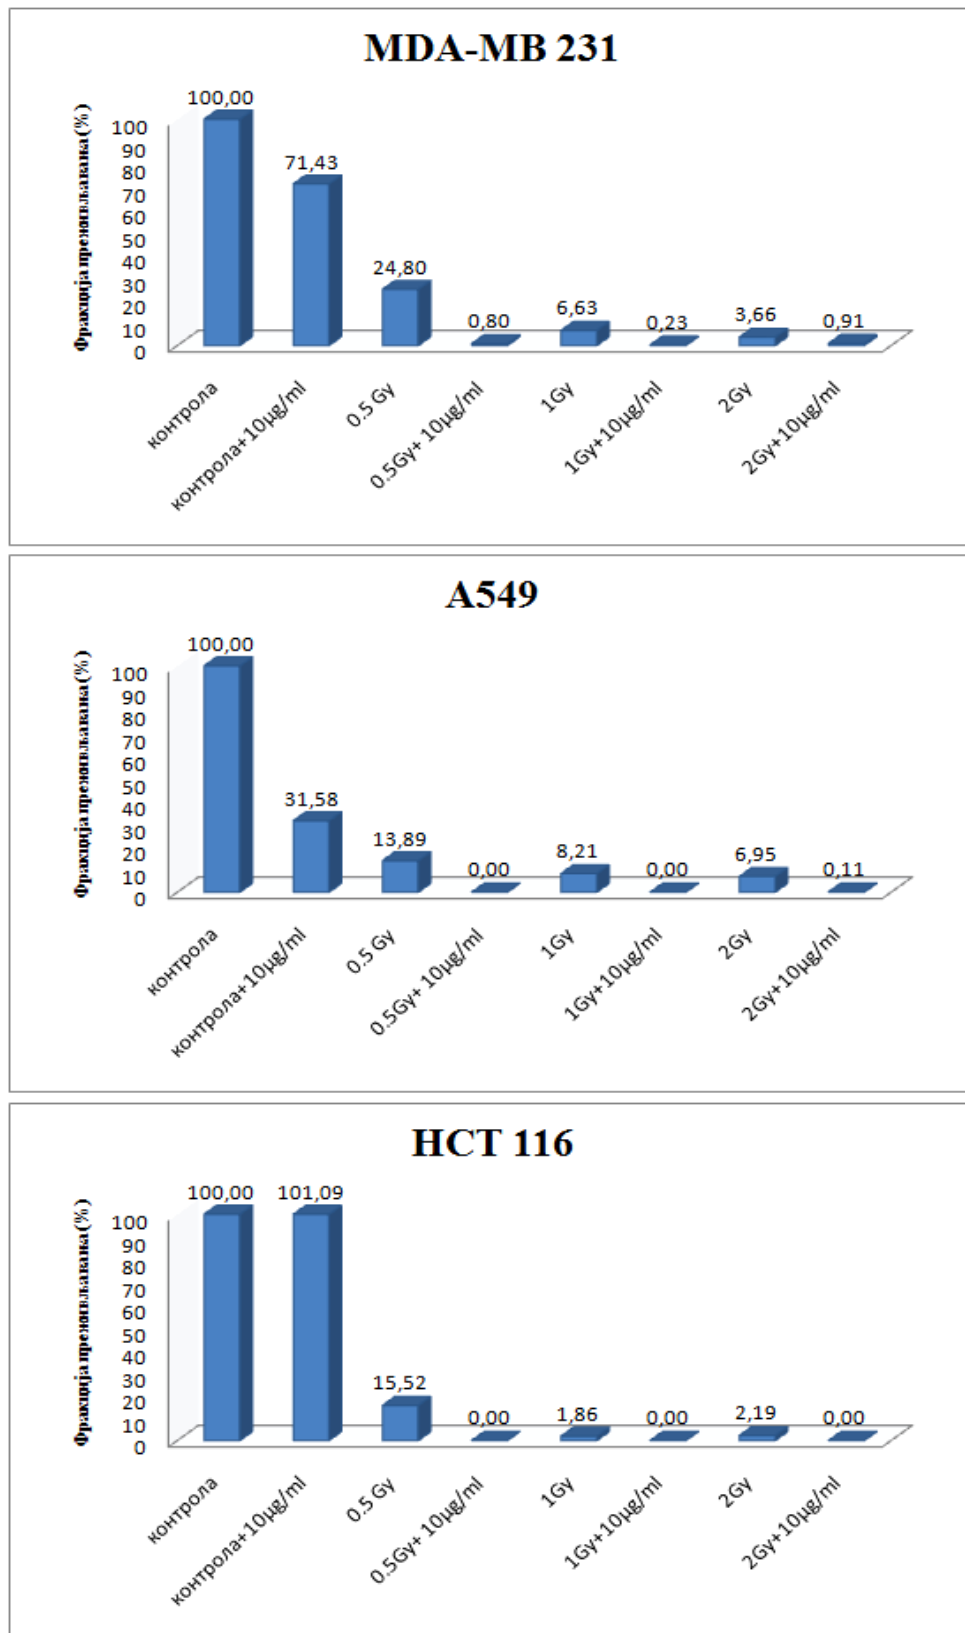 MDA-MB 231
Фракција преживљавања(%)
100,00
71,43
24,80
0,80
6,63
0,23
3,66
0,91
100
90
80
70
60
50
40
30
20
10
0
контрола
контрола+10μg/ml
0.5 Gy
0.5Gy+ 10μg/ml
1Gy
1Gy+10μg/ml
2Gy
2Gy+10μg/ml
A549
Фракција преживљавања(%)
100,00
31,58
13,89
0,00
8,21
0,00
6,95
0,11
100
90
80
70
60
50
40
30
20
10
0
контрола
контрола+10μg/ml
0.5 Gy
0.5Gy+ 10μg/ml
1Gy
1Gy+10μg/ml
2Gy
2Gy+10μg/ml
HCT 116
Фракција преживљавања(%)
100,00
101,09
15,52
0,00
1,86
0,00
2,19
0,00
100
90
80
70
60
50
40
30
20
10
0
контрола
контрола+10μg/ml
0.5 Gy
0.5Gy+ 10μg/ml
1Gy
1Gy+10μg/ml
2Gy
2Gy+10μg/ml